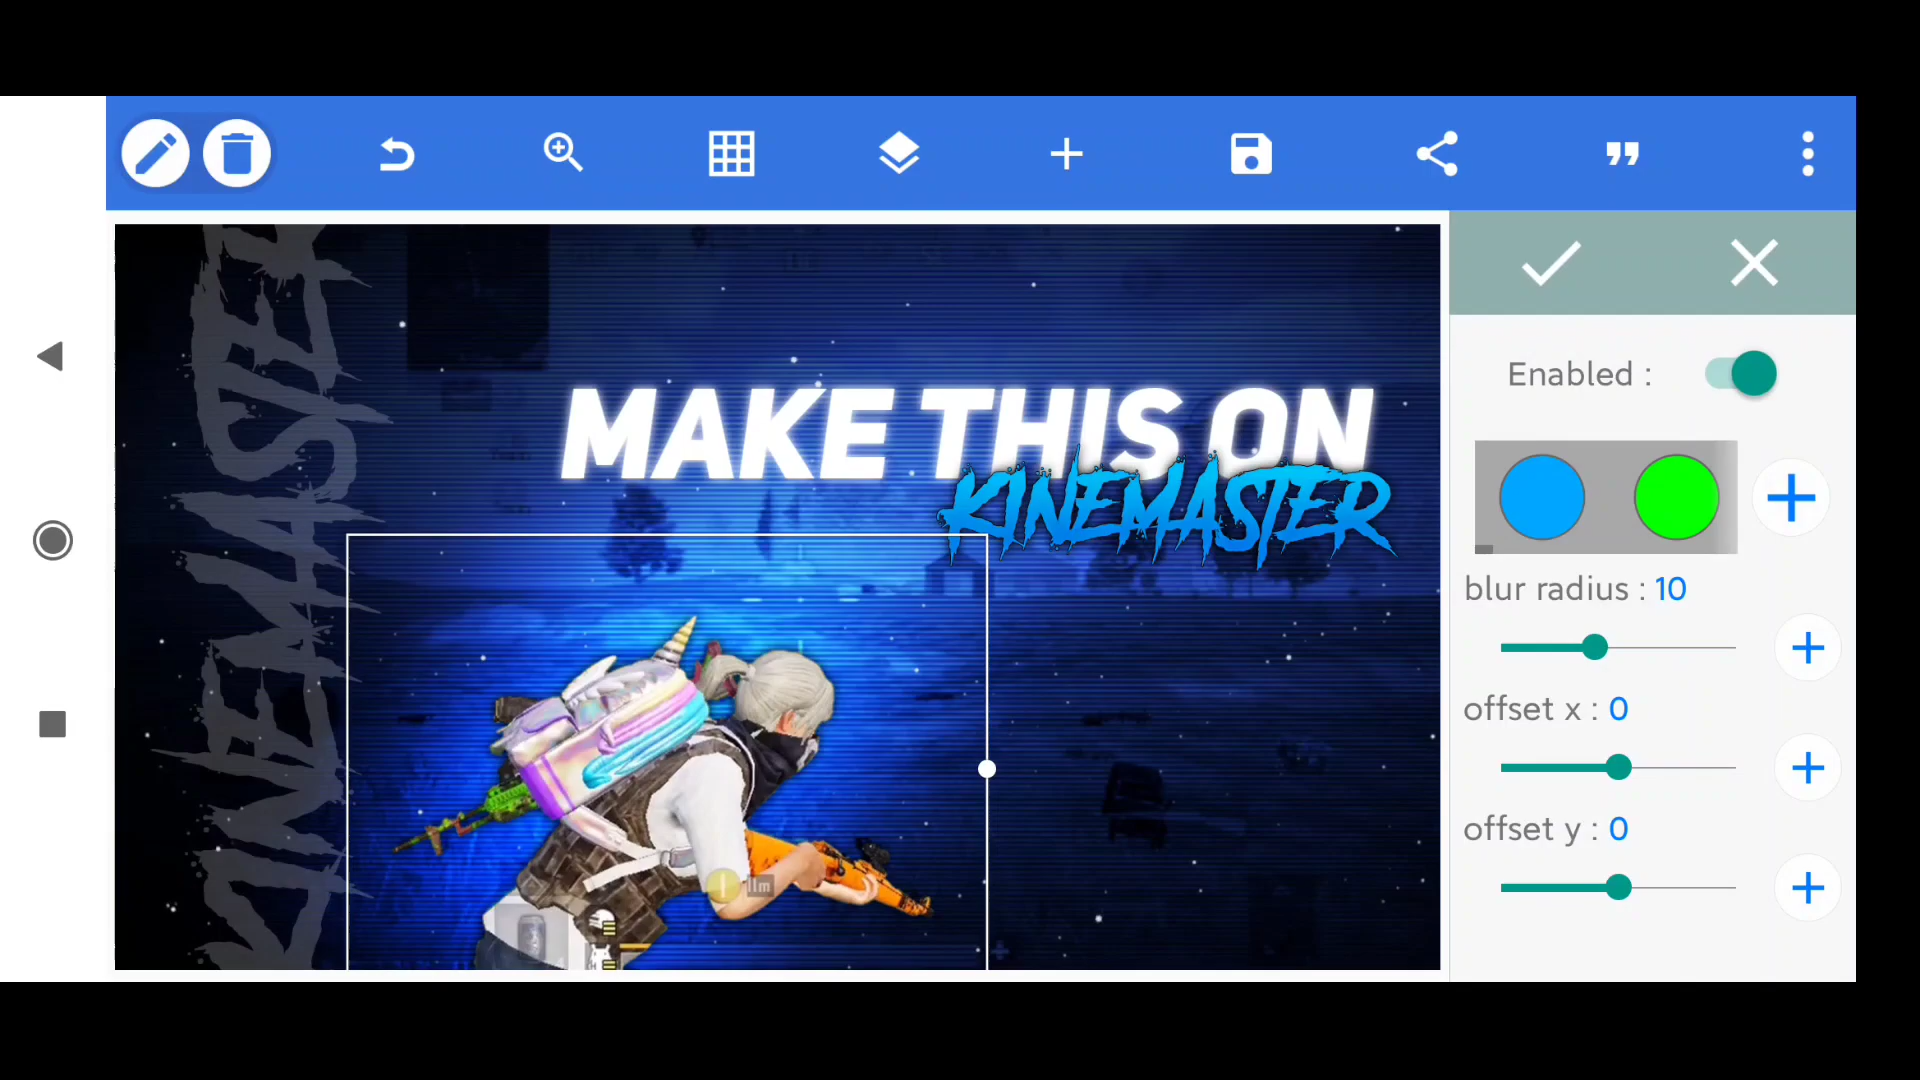 MAKE THIS ON
KINEMASTER
KINEMASTER
Enabled :
blur radius : 10
offset x : 0
offset y : 0